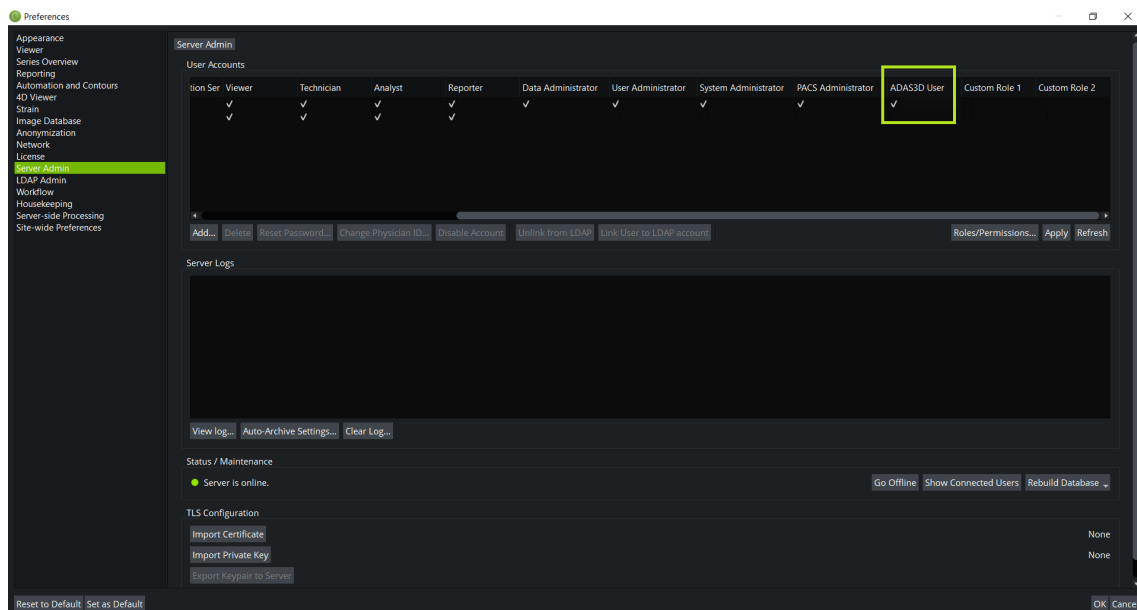 Preferences
Appearance
Viewer
Series Overview
Reporting
Automation and Contours
4D Viewer
Strain
Image Database
Anonymization
Network
License
Server Admin
LDAP Admin
Workflow
Housekeeping
Server-side Processing
Site-wide Preferences
Server Admin
User Accounts
tion Ser Viewer Technician Analyst Reporter Data Administrator User Administrator System Administrator PACS Administrator ADAS3D User Custom Role 1 Custom Role 2
✓ ✓ ✓ ✓ ✓ ✓ ✓ ✓ ✓
✓ ✓ ✓ ✓
Add... Delete Reset Password... Change Physician ID... Disable Account Unlink from LDAP Link User to LDAP account Roles/Permissions... Apply Refresh
Server Logs
View log... Auto-Archive Settings... Clear Log...
Status / Maintenance
Server is online. Go Offline Show Connected Users Rebuild Database
TLS Configuration
Import Certificate None
Import Private Key None
Export Keypair to Server
Reset to Default Set as Default OK Cance